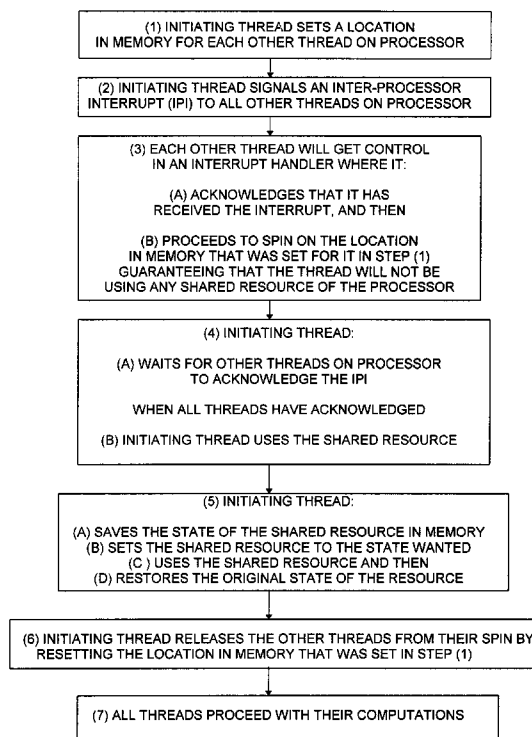 (1) INITIATING THREAD SETS A LOCATION
IN MEMORY FOR EACH OTHER THREAD ON PROCESSOR
(2) INITIATING THREAD SIGNALS AN INTER-PROCESSOR
INTERRUPT (IPI) TO ALL OTHER THREADS ON PROCESSOR
(3) EACH OTHER THREAD WILL GET CONTROL
IN AN INTERRUPT HANDLER WHERE IT:
(A) ACKNOWLEDGES THAT IT HAS
RECEIVED THE INTERRUPT, AND THEN
(B) PROCEEDS TO SPIN ON THE LOCATION
IN MEMORY THAT WAS SET FOR IT IN STEP (1)
GUARANTEEING THAT THE THREAD WILL NOT BE
USING ANY SHARED RESOURCE OF THE PROCESSOR
(4) INITIATING THREAD:
(A) WAITS FOR OTHER THREADS ON PROCESSOR
TO ACKNOWLEDGE THE IPI
WHEN ALL THREADS HAVE ACKNOWLEDGED
(B) INITIATING THREAD USES THE SHARED RESOURCE
(5) INITIATING THREAD:
(A) SAVES THE STATE OF THE SHARED RESOURCE IN MEMORY
(B) SETS THE SHARED RESOURCE TO THE STATE WANTED
(C ) USES THE SHARED RESOURCE AND THEN
(D) RESTORES THE ORIGINAL STATE OF THE RESOURCE
(6) INITIATING THREAD RELEASES THE OTHER THREADS FROM THEIR SPIN BY
RESETTING THE LOCATION IN MEMORY THAT WAS SET IN STEP (1)
(7) ALL THREADS PROCEED WITH THEIR COMPUTATIONS